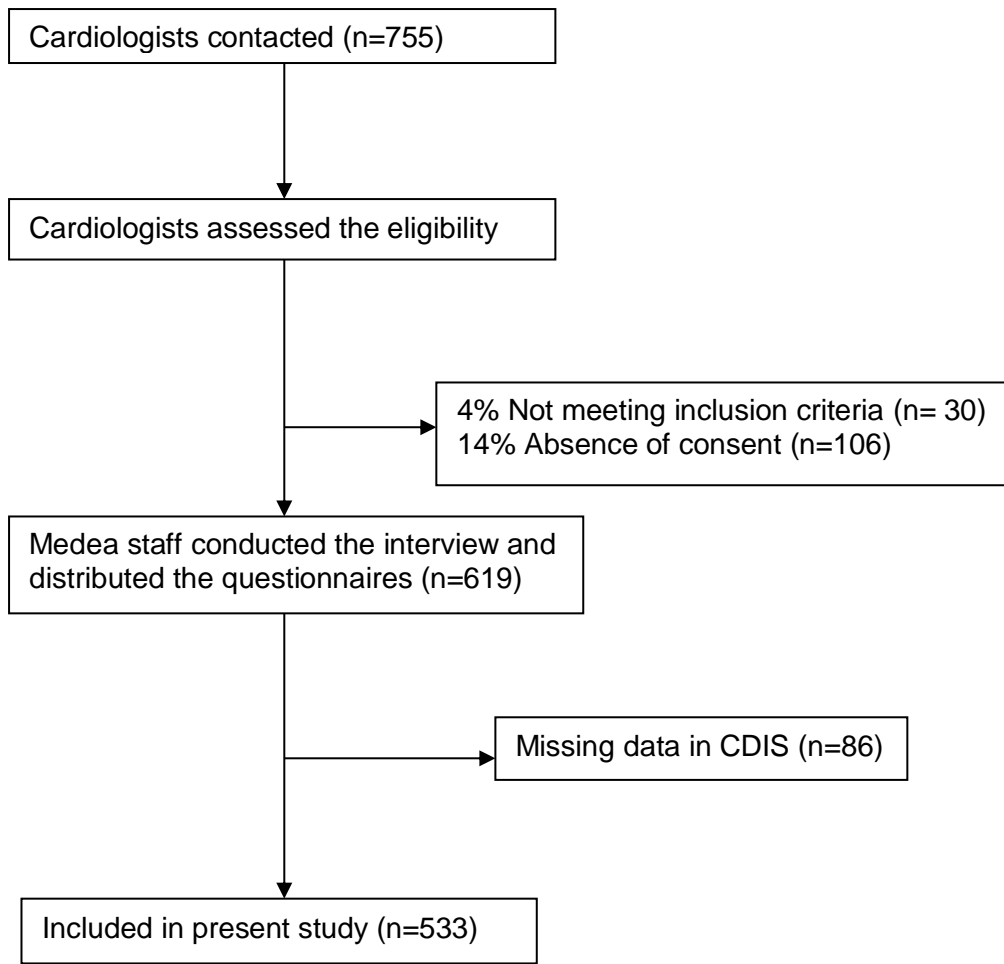 Cardiologists contacted (n=755)
Cardiologists assessed the eligibility
4% Not meeting inclusion criteria (n= 30)
14% Absence of consent (n=106)
Medea staff conducted the interview and
distributed the questionnaires (n=619)
Missing data in CDIS (n=86)
Included in present study (n=533)